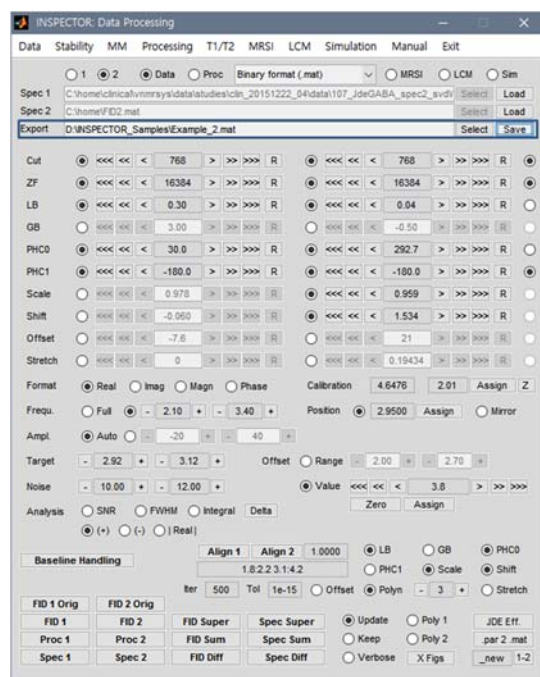 INSPECTOR: Data Processing
Data Stability MM Processing T1/T2 MRSI LCM Simulation Manual Exit
1 2 Data Proc Binary format (.mat) MRSI LCM Sim
Spec 1 C:\home\clinical\vnmrsys\data\studies\clin_20151222_04\data\107_JdeGABA_spec2_svd\ Select Load
Spec 2 C:\home\FID2.mat Select Load
Export D:\INSPECTOR_Samples\Example_2.mat Select Save
Cut <<< << < 768 > >> >>> R <<< << < 768 > >> >>> R
ZF <<< << < 16384 > >> >>> R <<< << < 16384 > >> >>> R
LB <<< << < 0.30 > >> >>> R <<< << < 0.04 > >> >>> R
GB <<< << < 3.00 > >> >>> R <<< << < -0.50 > >> >>> R
PHC0 <<< << < 30.0 > >> >>> R <<< << < 292.7 > >> >>> R
PHC1 <<< << < -180.0 > >> >>> R <<< << < -180.0 > >> >>> R
Scale <<< << < 0.978 > >> >>> R <<< << < 0.959 > >> >>> R
Shift <<< << < -0.060 > >> >>> R <<< << < 1.534 > >> >>> R
Offset <<< << < -7.6 > >> >>> R <<< << < 21 > >> >>> R
Stretch <<< << < 0 > >> >>> R <<< << < 0.19434 > >> >>> R
Format Real Imag Magn Phase Calibration 4.6476 2.01 Assign Z
Frequ. Full - 2.10 + - 3.40 + Position 2.9500 Assign Mirror
Ampl. Auto - -20 + - 40 +
Target - 2.92 + - 3.12 + Offset Range - 2.00 + - 2.70 +
Noise - 10.00 + - 12.00 + Value <<< << < 3.8 > >> >>>
Zero Assign
Analysis SNR FWHM Integral Delta
(+) (-) | Real |
Baseline Handling Align 1 Align 2 1.0000 LB GB PHC0
1.8:2.2 3.1:4.2 PHC1 Scale Shift
Iter 500 Tol 1e-15 Offset Polyn - 3 + Stretch
FID 1 Orig FID 2 Orig
FID 1 FID 2 FID Super Spec Super Update Poly 1 JDE Eff.
Proc 1 Proc 2 FID Sum Spec Sum Keep Poly 2 .par 2 .mat
Spec 1 Spec 2 FID Diff Spec Diff Verbose X Figs _new 1-2